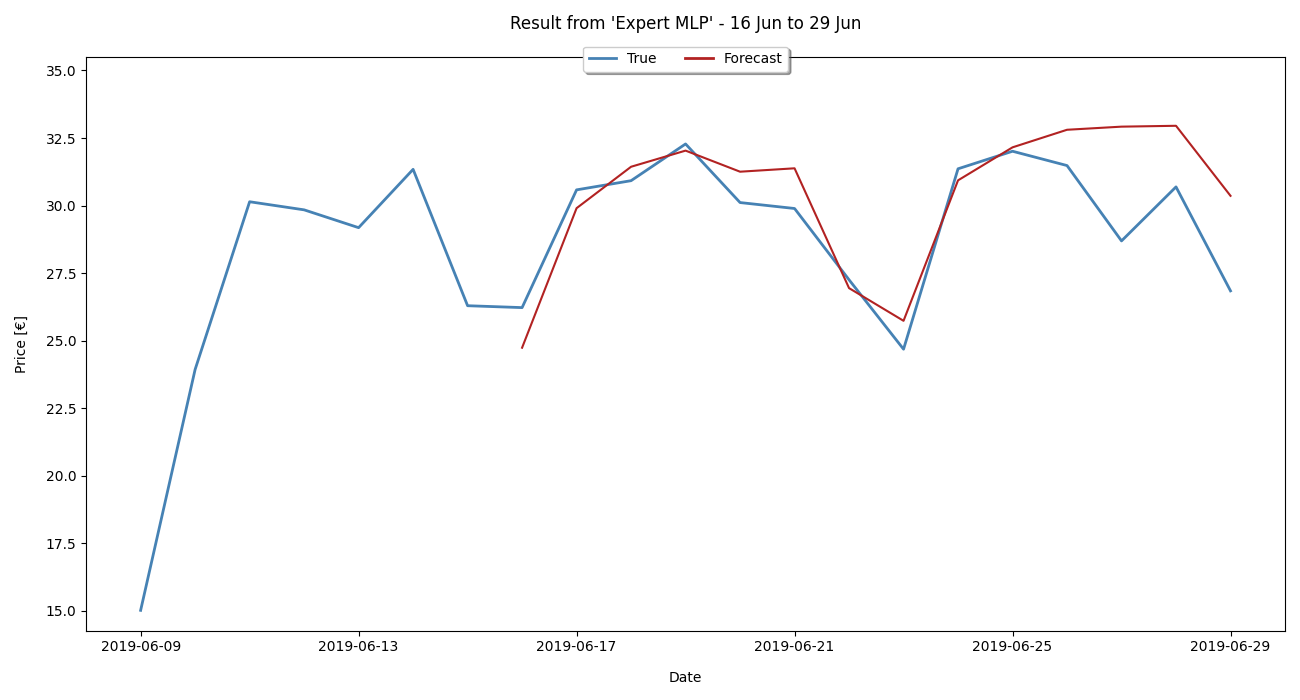 Result from 'Expert MLP' - 16 Jun to 29 Jun
True Forecast
35.0
32.5
30.0
27.5
25.0
22.5
20.0
17.5
15.0
Price [€]
2019-06-09 2019-06-13 2019-06-17 2019-06-21 2019-06-25 2019-06-29
Date